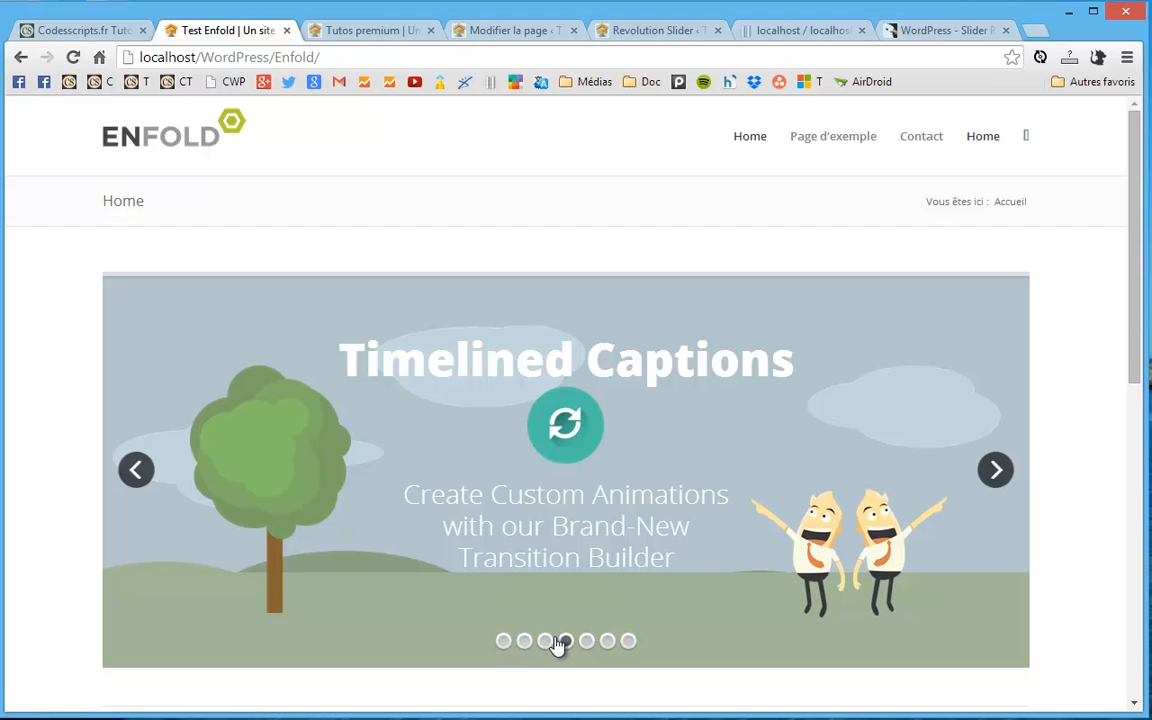 Codesscripts.fr Tuto
Test Enfold | Un site
Tutos premium | Un
Modifier la page ‹ T
Revolution Slider ‹ T
localhost / localhos
WordPress - Slider R
localhost/WordPress/Enfold/
C
T
CT
CWP
Médias
Doc
T
AirDroid
Autres favoris
ENFOLD
Home
Page d’exemple
Contact
Home
Home
Vous êtes ici : Accueil
Timelined Captions
Create Custom Animations
with our Brand-New
Transition Builder